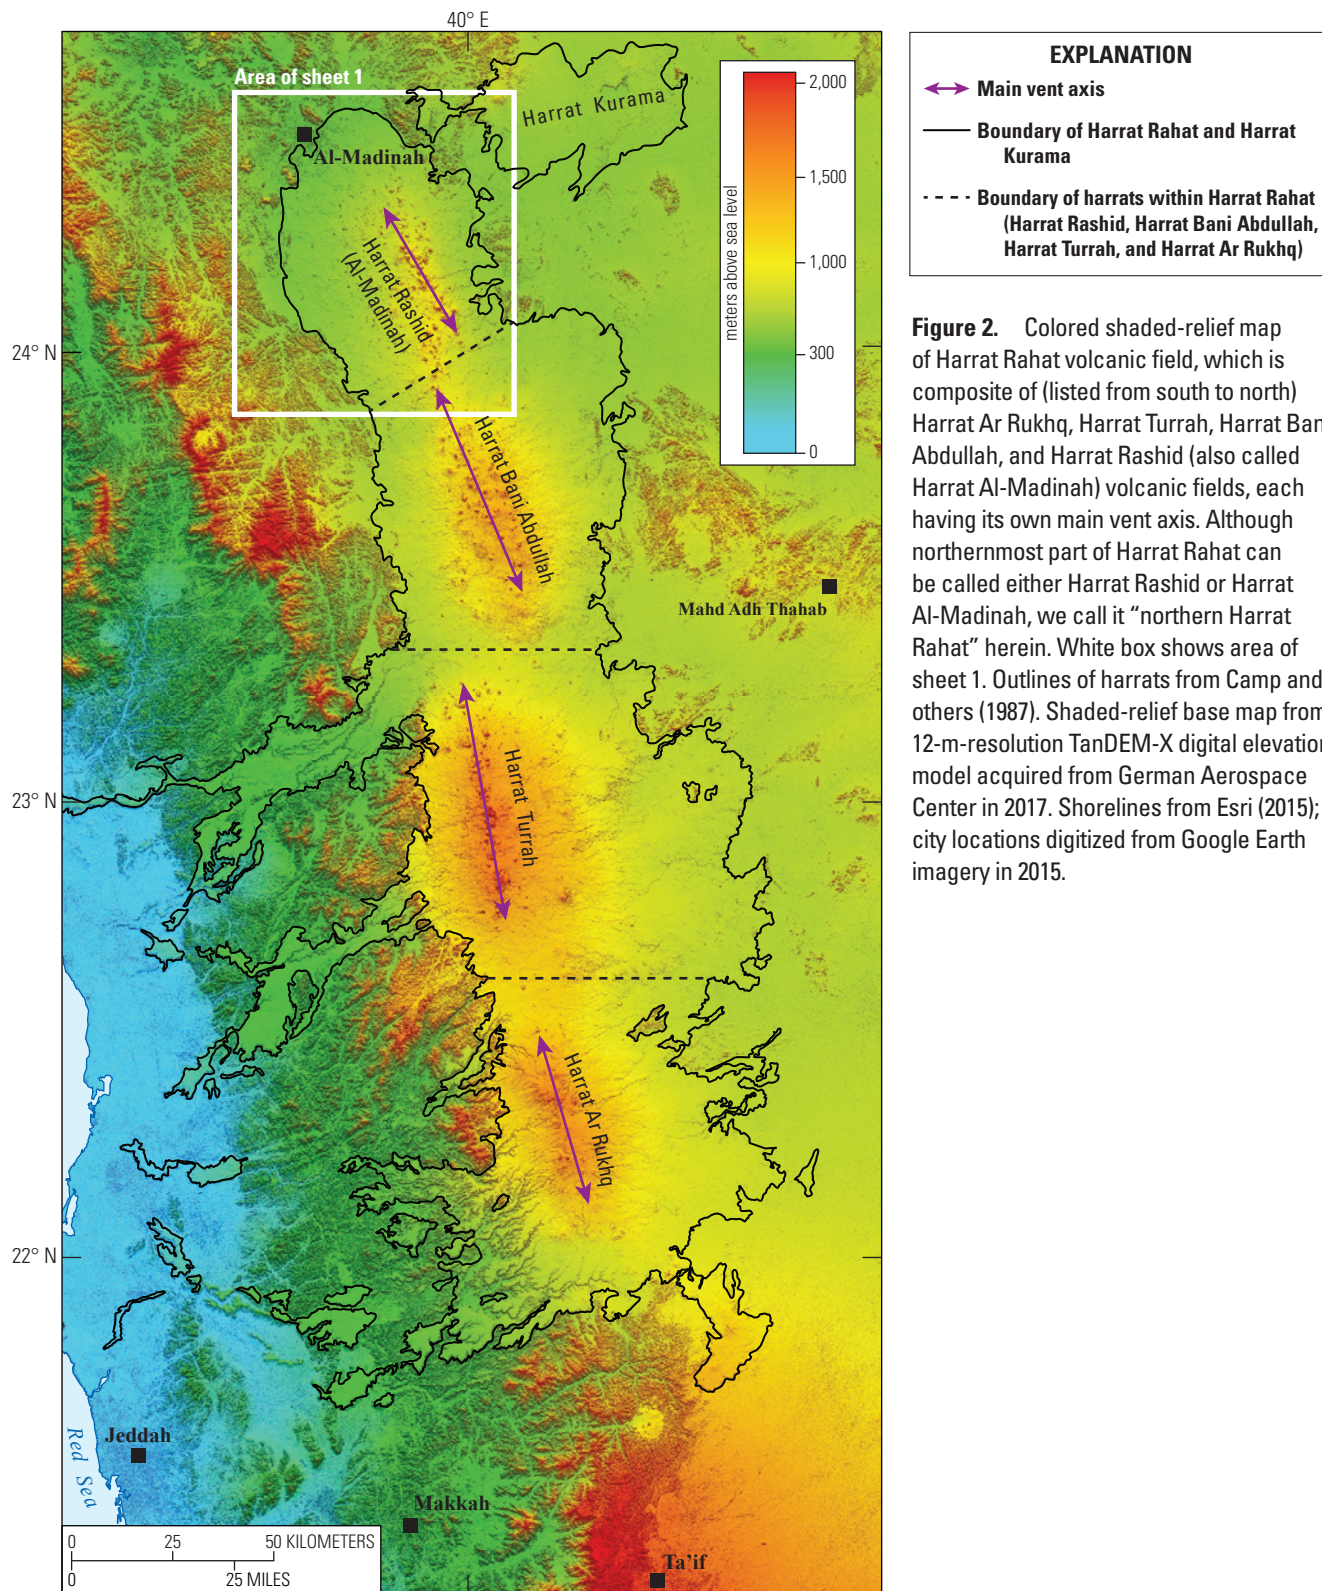 40° E
Area of sheet 1
Al-Madinah
Harrat Kurama
Harrat Rashid
(Al-Madinah)
meters above sea level
2,000
1,500
1,000
300
0
24° N
Harrat Bani Abdullah
Mahd Adh Thahab
23° N
Harrat Turrah
Harrat Ar Rukhq
22° N
Red Sea
Jeddah
Makkah
Ta'if
0 25 50 KILOMETERS
0 25 MILES
EXPLANATION
Main vent axis
Boundary of Harrat Rahat and Harrat
Kurama
Boundary of harrats within Harrat Rahat
(Harrat Rashid, Harrat Bani Abdullah,
Harrat Turrah, and Harrat Ar Rukhq)
Figure 2. Colored shaded-relief map
of Harrat Rahat volcanic field, which is
composite of (listed from south to north)
Harrat Ar Rukhq, Harrat Turrah, Harrat Ban
Abdullah, and Harrat Rashid (also called
Harrat Al-Madinah) volcanic fields, each
having its own main vent axis. Although
northernmost part of Harrat Rahat can
be called either Harrat Rashid or Harrat
Al-Madinah, we call it “northern Harrat
Rahat” herein. White box shows area of
sheet 1. Outlines of harrats from Camp and
others (1987). Shaded-relief base map from
12-m-resolution TanDEM-X digital elevation
model acquired from German Aerospace
Center in 2017. Shorelines from Esri (2015);
city locations digitized from Google Earth
imagery in 2015.